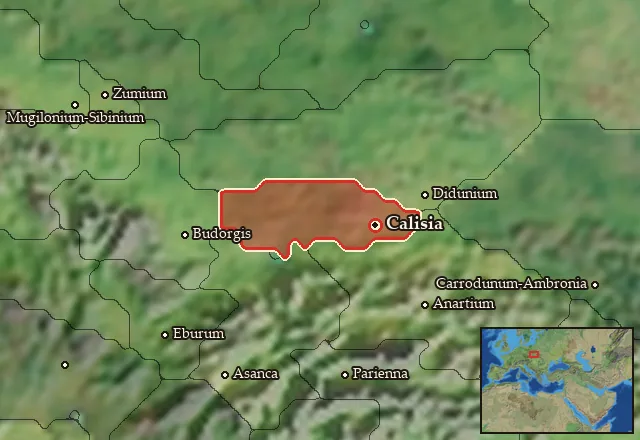 Zumium
Mugilonium-Sibinium
Didunium
Calisia
Budorgis
Carrodunum-Ambronia
Anartium
Eburum
Asanca
Parienna